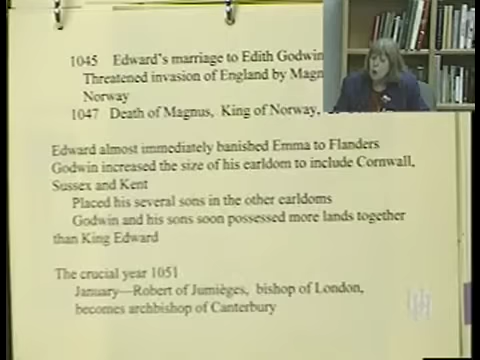 1045 Edward's marriage to Edith Godwin
Threatened invasion of England by Magn
Norway
1047 Death of Magnus, King of Norway,
Edward almost immediately banished Emma to Flanders
Godwin increased the size of his earldom to include Cornwall,
Sussex and Kent
Placed his several sons in the other earldoms
Godwin and his sons soon possessed more lands together
than King Edward
The crucial year 1051
January—Robert of Jumièges, bishop of London,
becomes archbishop of Canterbury